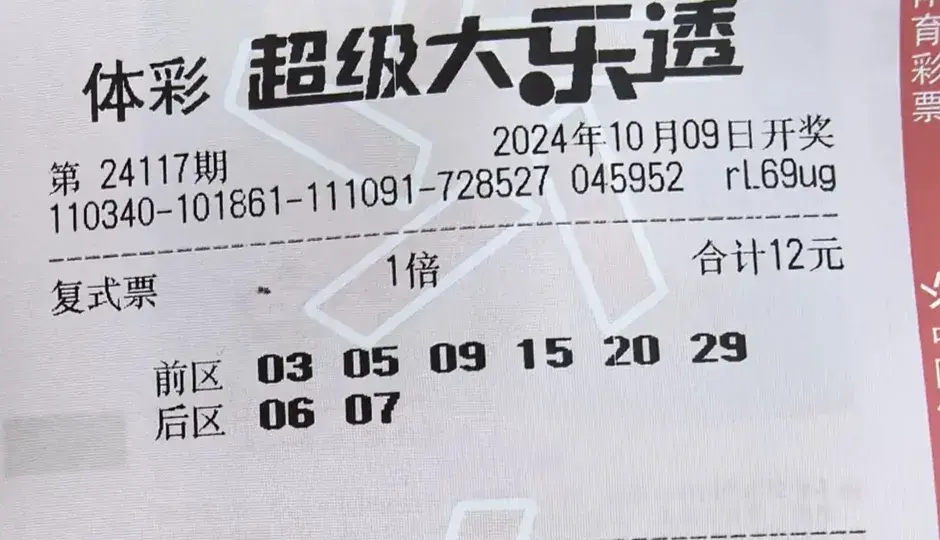 体彩 超级大乐透
第 24117期 2024年10月09日开奖
110340-101861-111091-728527 045952 rL69ug
复式票 1倍 合计12元
前区 03 05 09 15 20 29
后区 06 07
育彩票